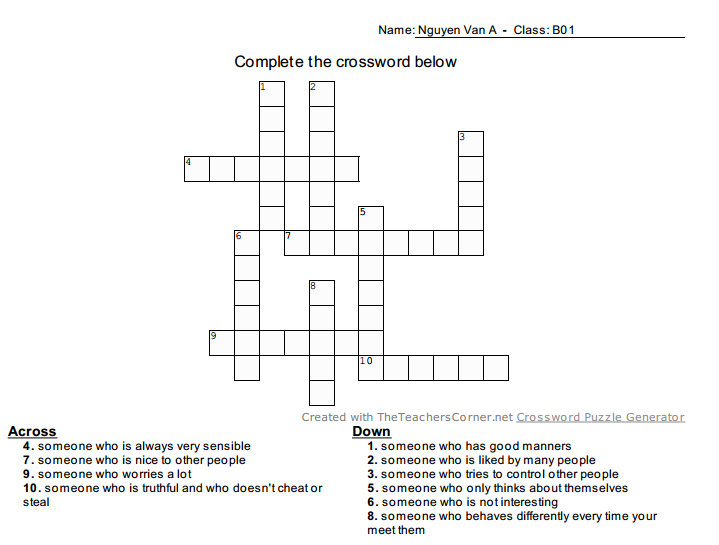 Name: Nguyen Van A - Class: B01
Complete the crossword below
1
2
3
4
5
6
7
8
9
10
Created with TheTeachersCorner.net Crossword Puzzle Generator
Across
4. someone who is always very sensible
7. someone who is nice to other people
9. someone who worries a lot
10. someone who is truthful and who doesn't cheat or
steal
Down
1. someone who has good manners
2. someone who is liked by many people
3. someone who tries to control other people
5. someone who only thinks about themselves
6. someone who is not interesting
8. someone who behaves differently every time your
meet them